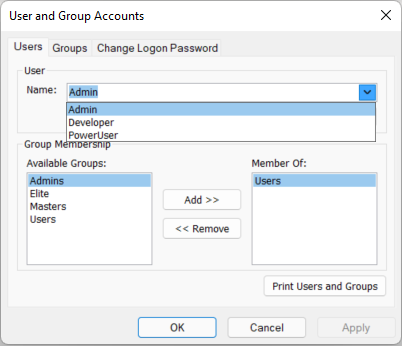 User and Group Accounts
Users Groups Change Logon Password
User
Name: Admin
Admin
Developer
PowerUser
Group Membership
Available Groups:
Admins
Elite
Masters
Users
Add >>
<< Remove
Member Of:
Users
Print Users and Groups
OK Cancel Apply